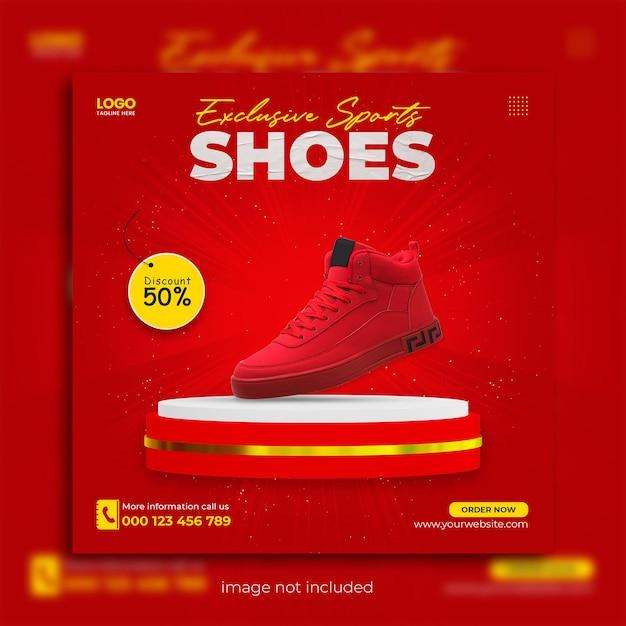 LOGO
TAGLINE HERE
Exclusive Sports
SHOES
Discount
50%
More information call us
000 123 456 789
ORDER NOW
www.yourwebsite.com
image not included